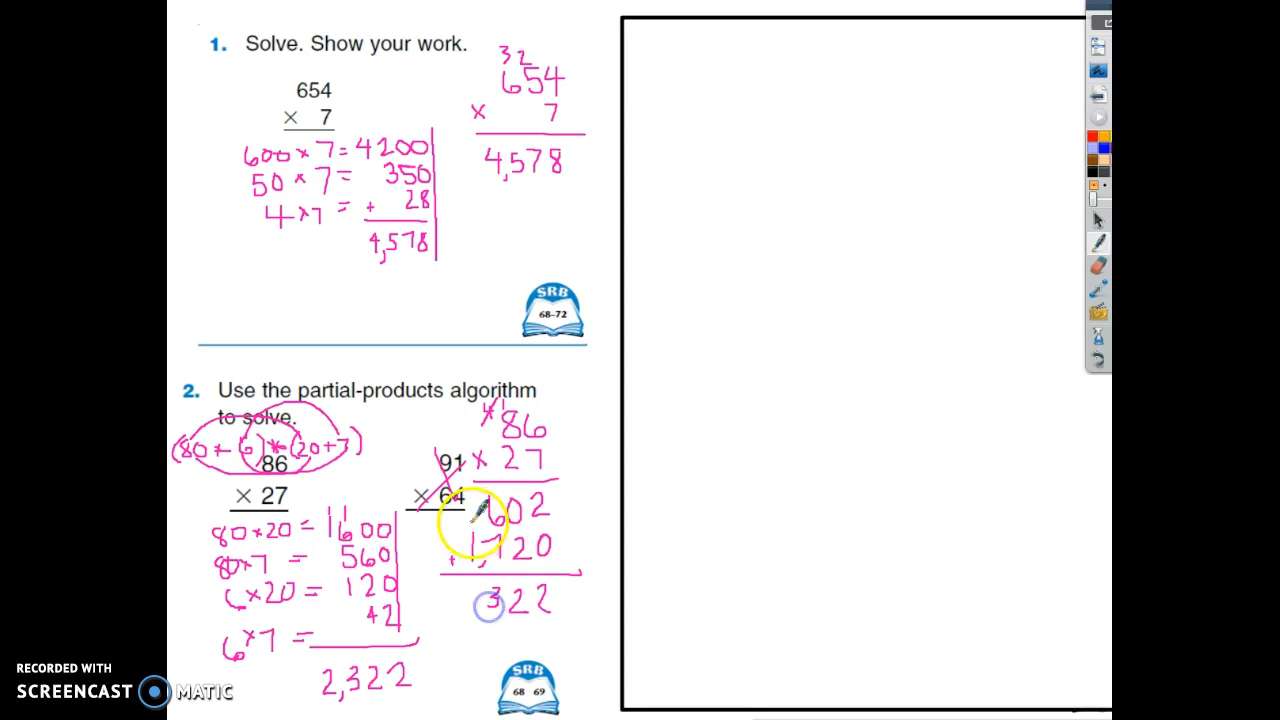 1. Solve. Show your work.
654
× 7
600 × 7 = 4200
50 × 7 = 350
4 × 7 = + 28
4,578
32
654
× 7
4,578
SRB
68–72
2. Use the partial-products algorithm
to solve.
(80 + 6) * (20 + 7)
86
× 27
80 × 20 = 1600
80 × 7 = 560
6 × 20 = 120
6 × 7 = 42
2,322
91
× 64
41
86
× 27
602
+ 1,720
322
SRB
68 69
RECORDED WITH
SCREENCAST MATIC